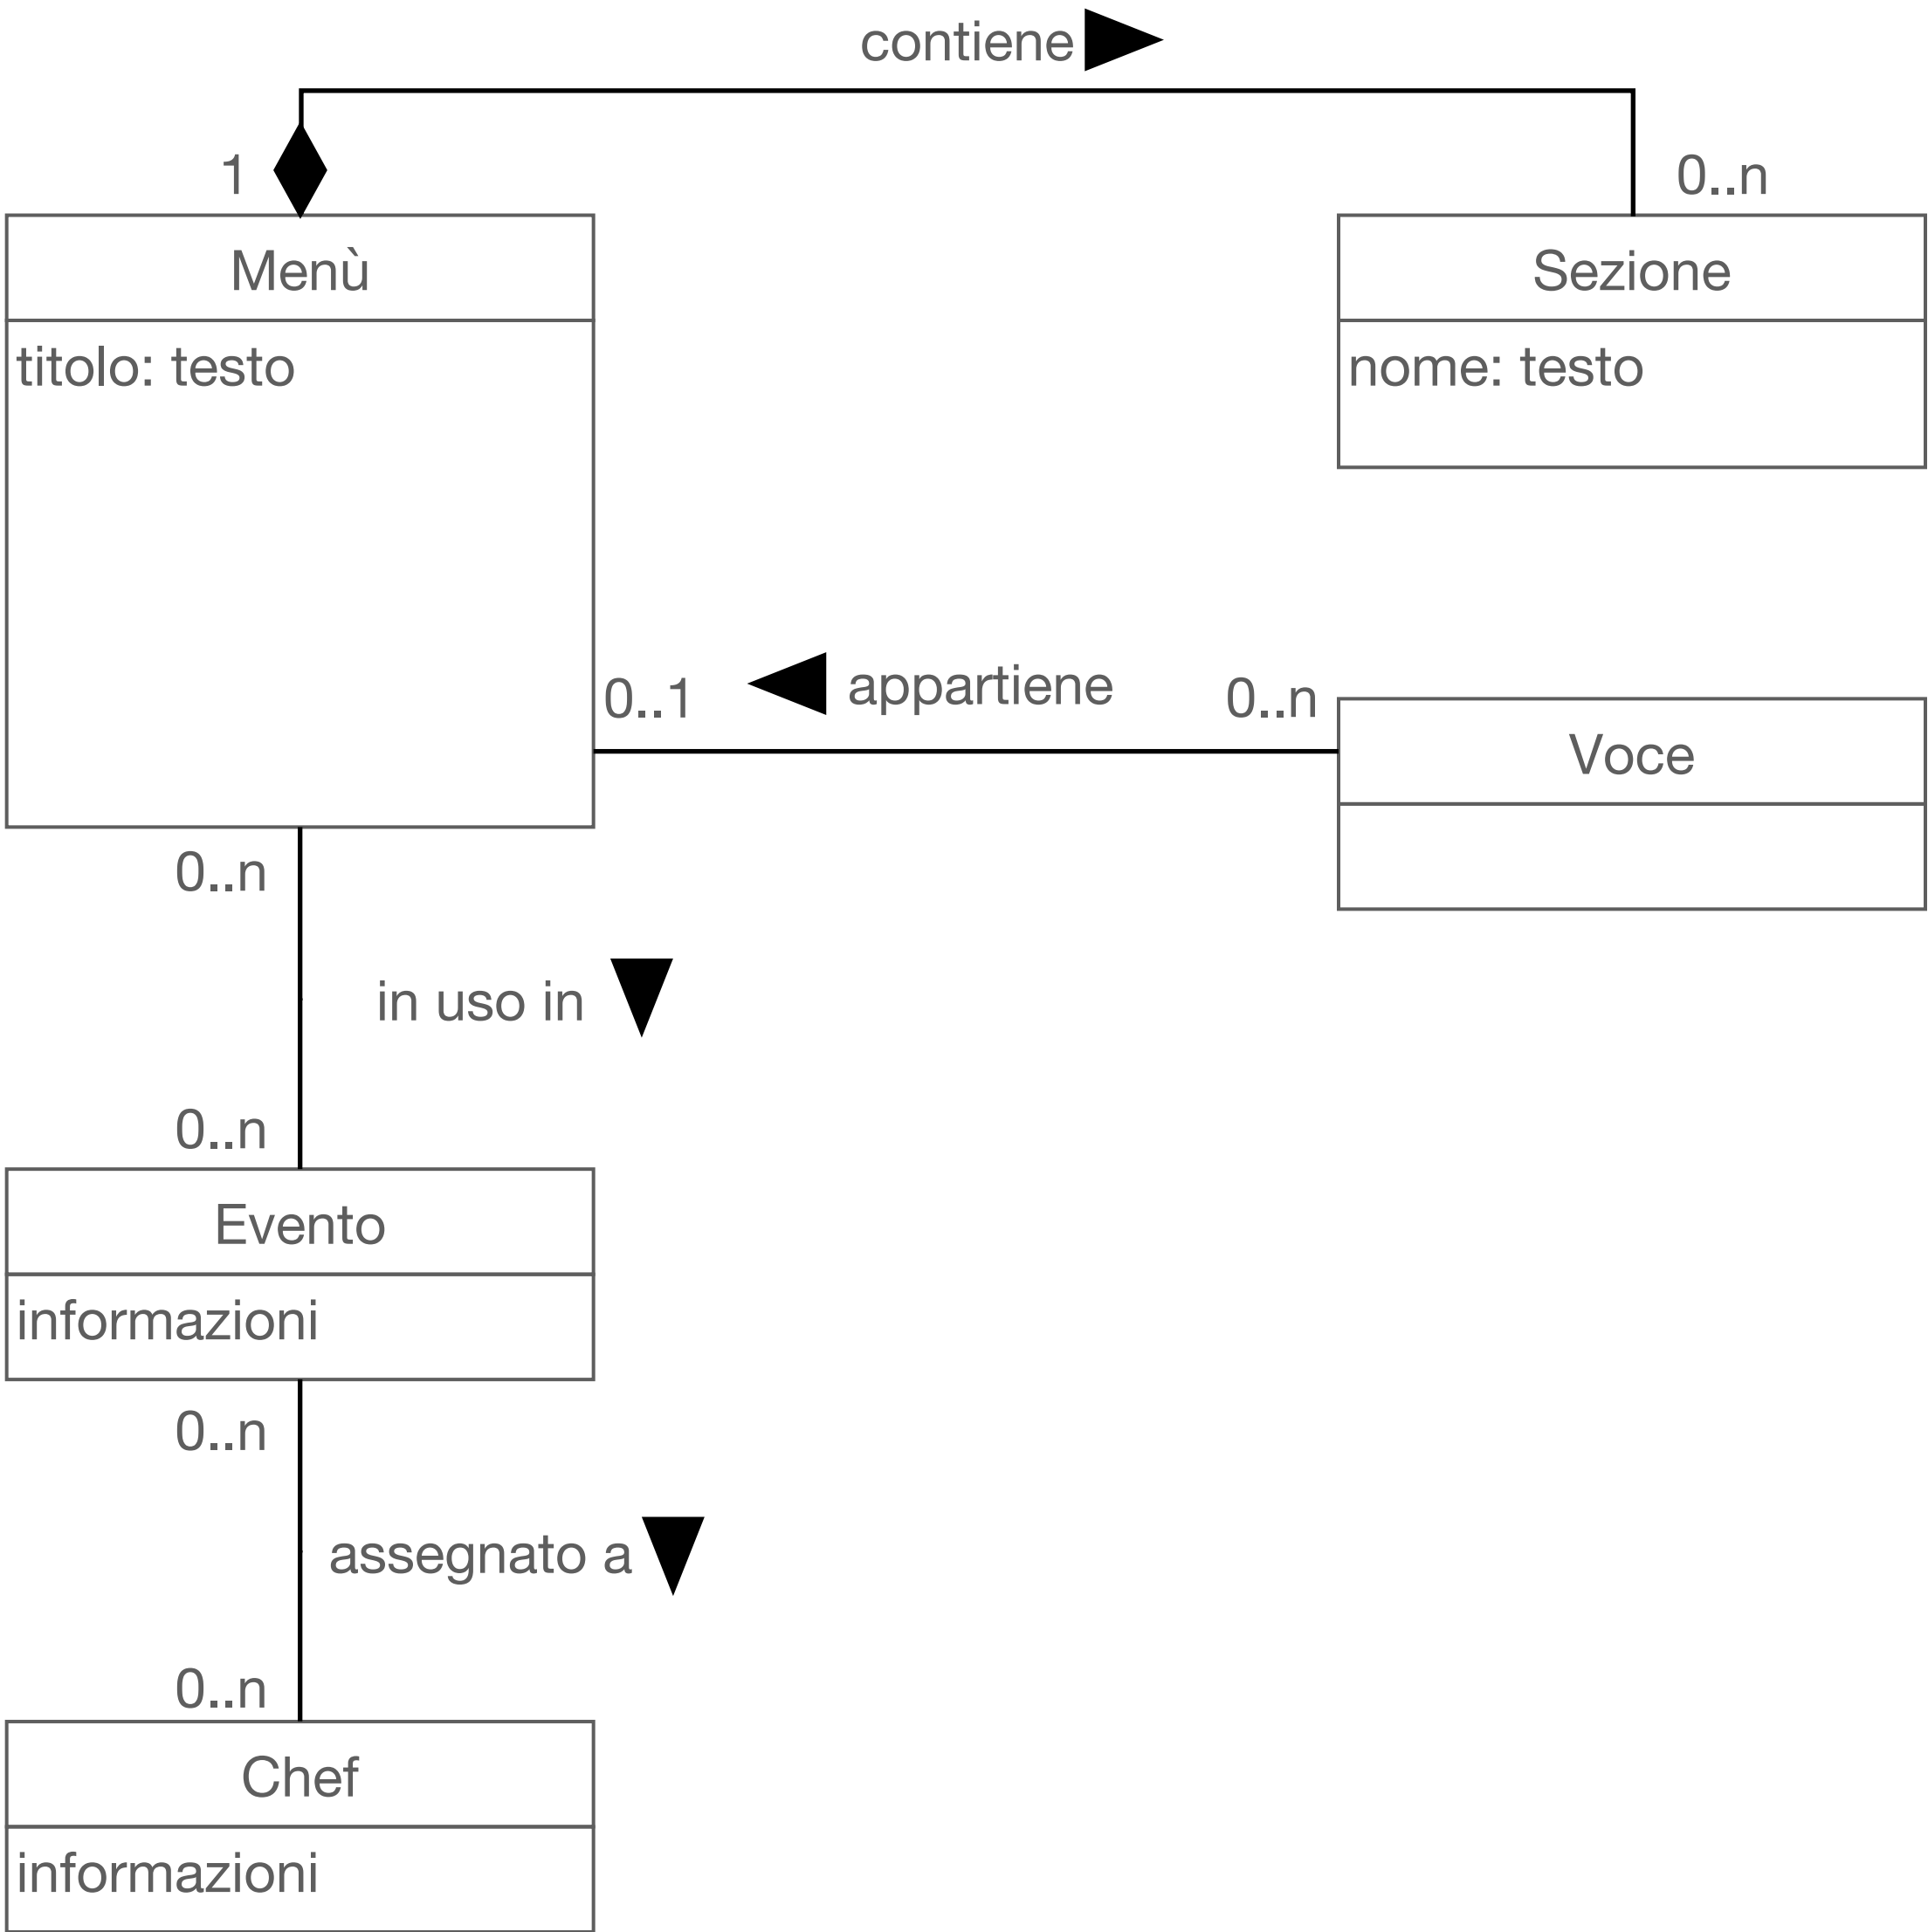 contiene
1
0..n
Menù
Sezione
titolo: testo
nome: testo
0..1
appartiene
0..n
Voce
0..n
in uso in
0..n
Evento
informazioni
0..n
assegnato a
0..n
Chef
informazioni